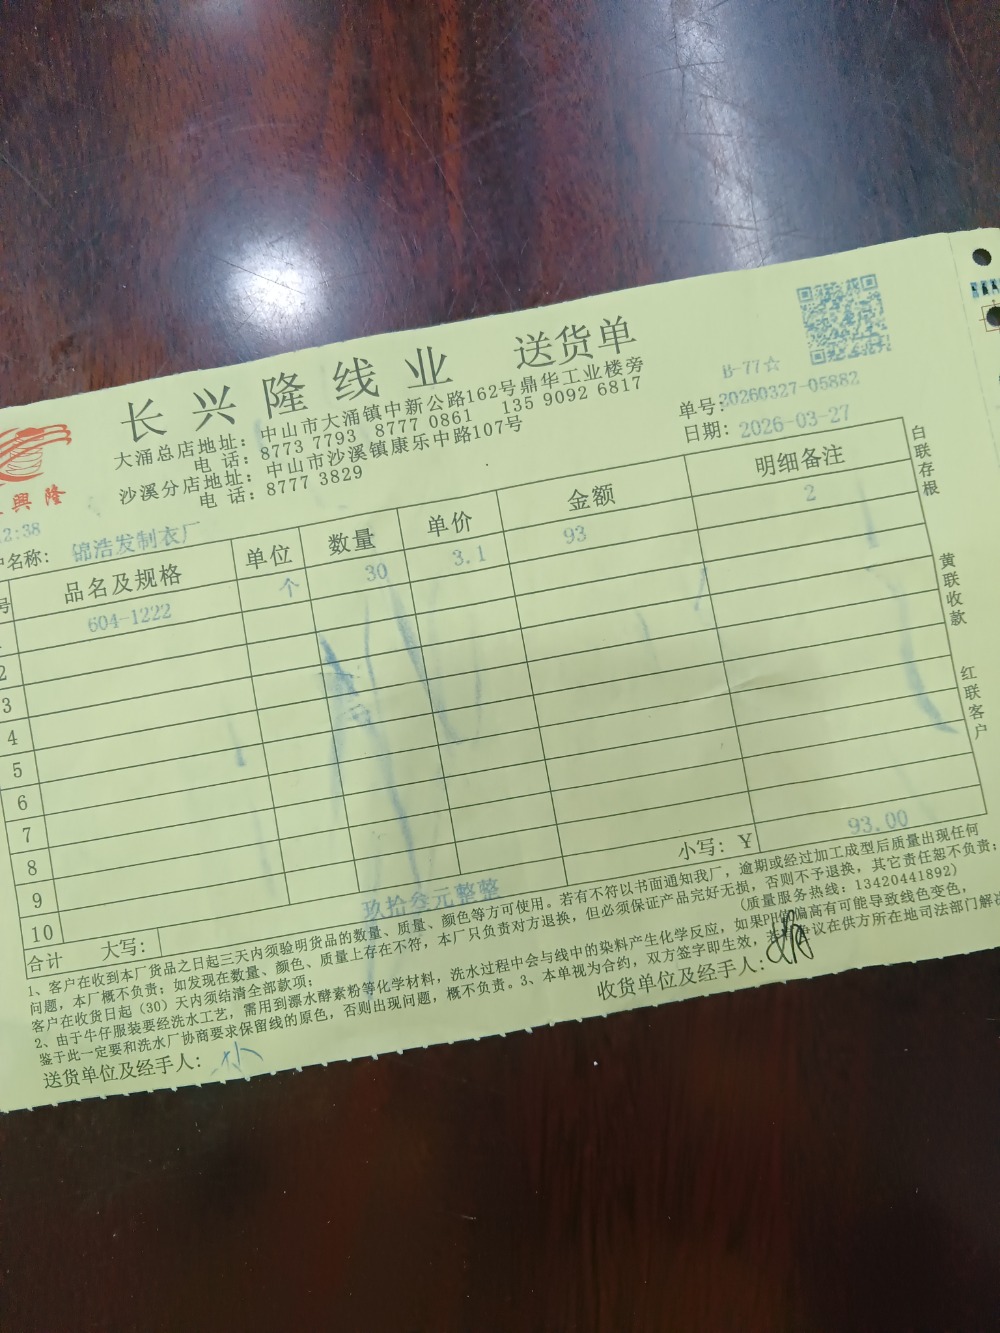 长兴隆线业 送货单
大涌总店地址：中山市大涌镇中新公路162号鼎华工业楼旁
电话：8773 7793 8777 0861 135 9092 6817
沙溪分店地址：中山市沙溪镇康乐中路107号
电话：8777 3829
興隆
B-77☆
单号：20260327-05882
日期：2026-03-27
2:38
户名称：锦浩发制衣厂
号 品名及规格 单位 数量 单价 金额 明细备注
604-1222 个 30 3.1 93 2
2
3
4
5
6
7
8
9
10
合计 大写： 玖拾叁元整整 小写：￥ 93.00
1、客户在收到本厂货品之日起三天内须验明货品的数量、质量、颜色等方可使用。若有不符以书面通知我厂，逾期或经过加工成型后质量出现任何
问题，本厂概不负责；如发现在数量、颜色、质量上存在不符，本厂只负责对方退换，但必须保证产品完好无损，否则不予退换，其它责任恕不负责；
客户在收货日起（30）天内须结清全部款项；（质量服务热线：13420441892）
2、由于牛仔服装要经洗水工艺，需用到漂水酵素粉等化学材料，洗水过程中会与线中的染料产生化学反应，如果PH值偏高有可能导致线色变色，
鉴于此一定要和洗水厂协商要求保留线的原色，否则出现问题，概不负责。3、本单视为合约，双方签字即生效，若有争议在供方所在地司法部门解决
送货单位及经手人：
收货单位及经手人：
白联存根
黄联收款
红联客户